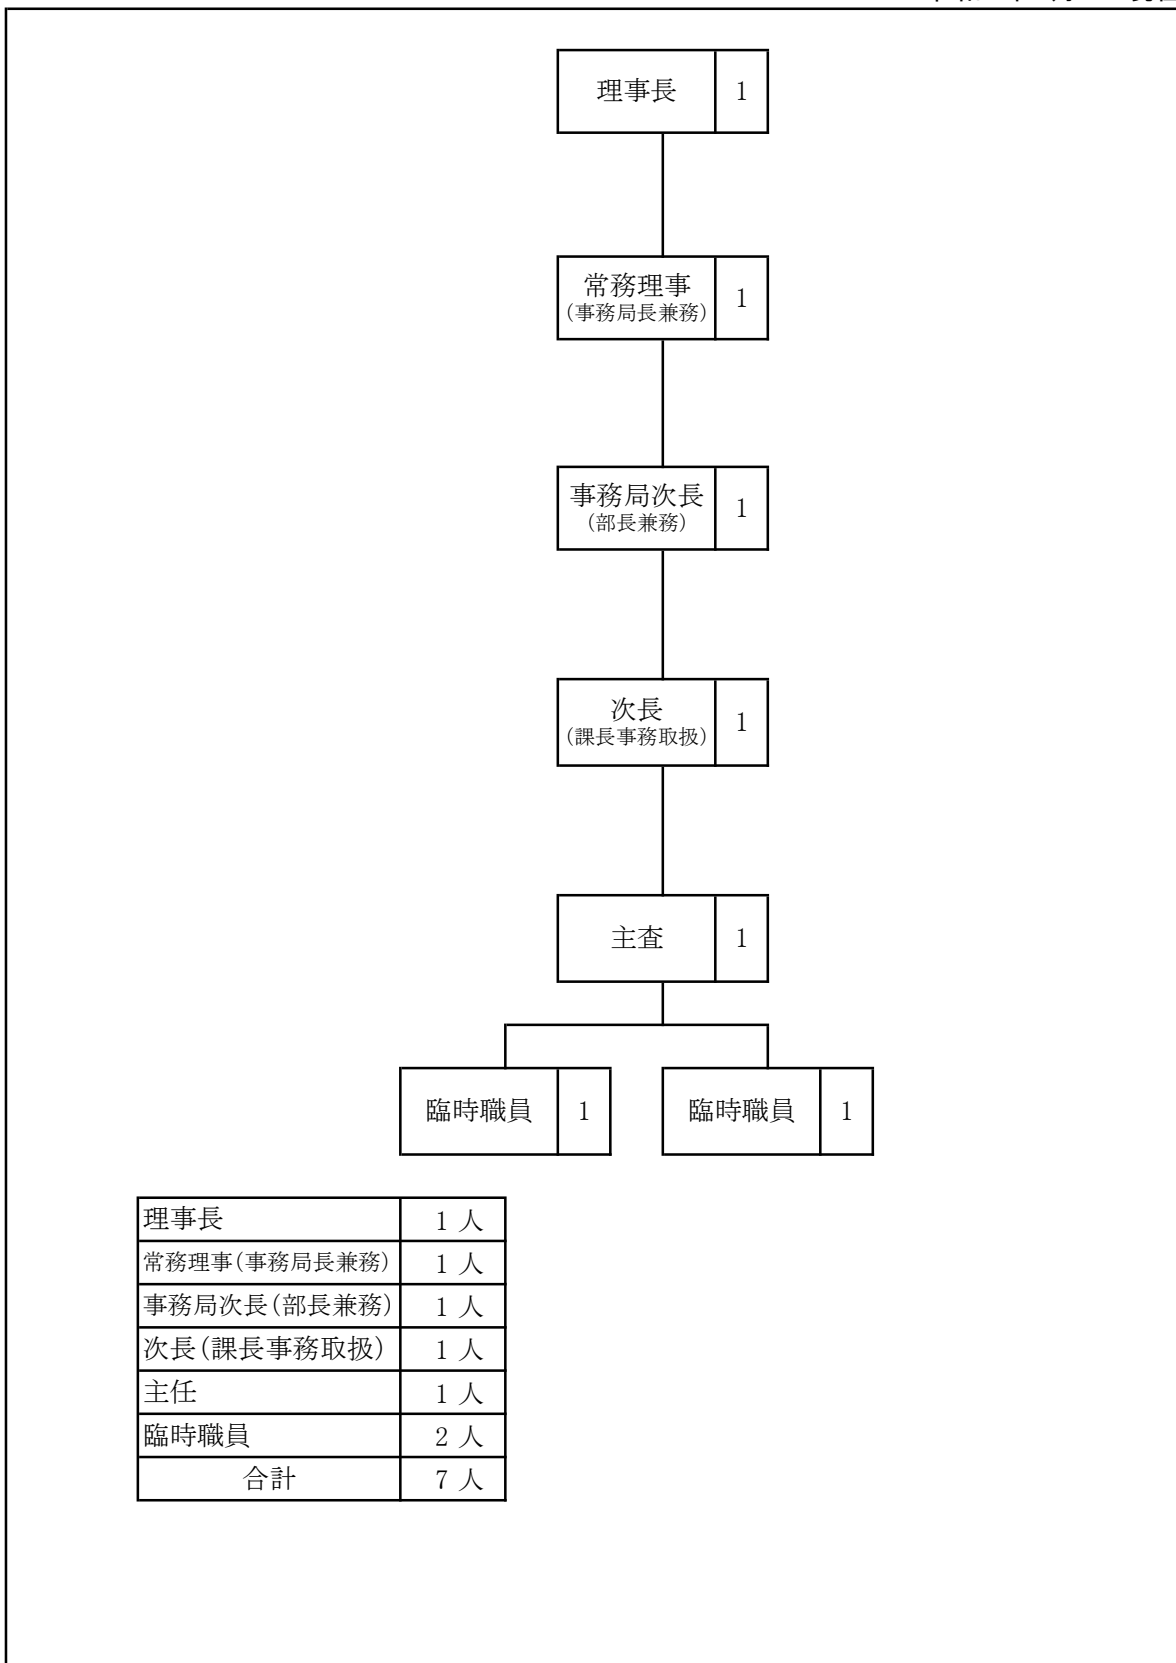 理事長 1
常務理事
(事務局長兼務)
1
事務局次長
(部長兼務)
1
次長
(課長事務取扱)
1
主査 1
臨時職員 1 臨時職員 1
理事長 1 人
常務理事(事務局長兼務) 1 人
事務局次長(部長兼務) 1 人
次長(課長事務取扱) 1 人
主任 1 人
臨時職員 2 人
合計 7 人